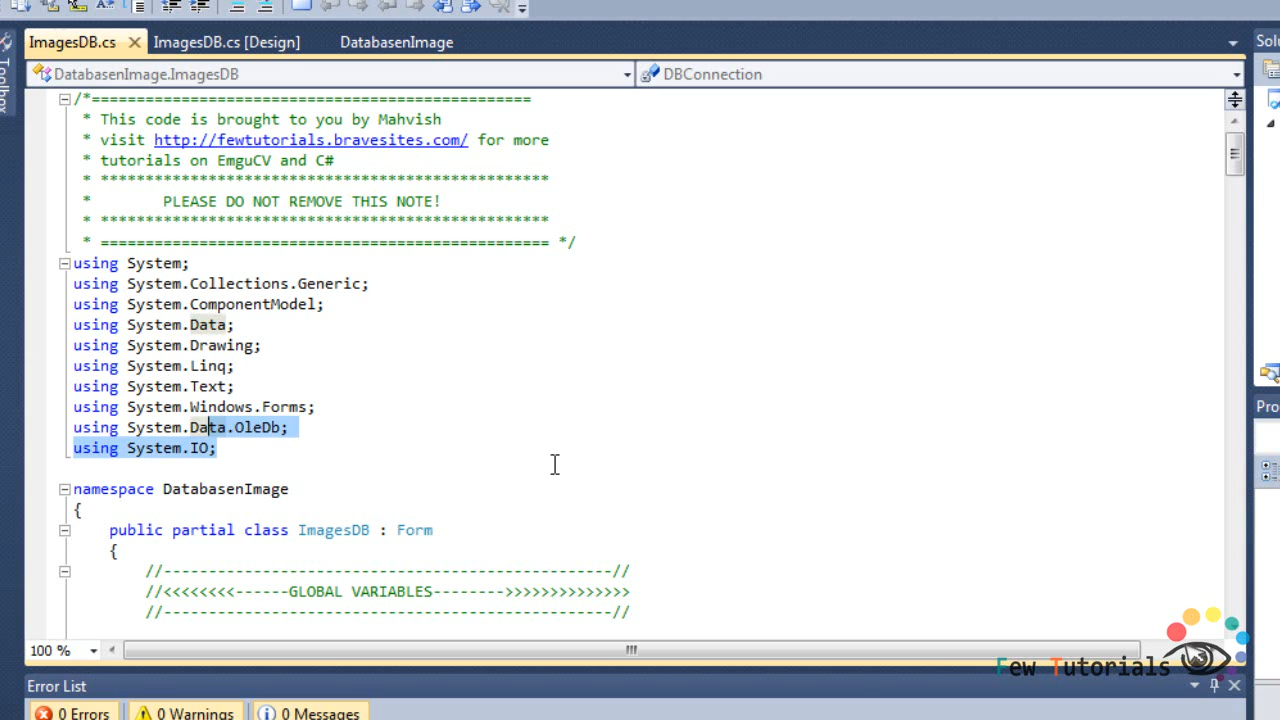 ImagesDB.cs ImagesDB.cs [Design] DatabasenImage
Toolbox
Solu
DatabasenImage.ImagesDB DBConnection
/*=================================================
* This code is brought to you by Mahvish
* visit http://fewtutorials.bravesites.com/ for more
* tutorials on EmguCV and C#
* **************************************************
* PLEASE DO NOT REMOVE THIS NOTE!
* **************************************************
* ================================================== */
using System;
using System.Collections.Generic;
using System.ComponentModel;
using System.Data;
using System.Drawing;
using System.Linq;
using System.Text;
using System.Windows.Forms;
using System.Data.OleDb;
using System.IO;
Pro
namespace DatabasenImage
{
public partial class ImagesDB : Form
{
//--------------------------------------------------//
//<<<<<<<<------GLOBAL VARIABLES-------->>>>>>>>>>>>>>
//--------------------------------------------------//
100 %
Few Tutorials
Error List
0 Errors 0 Warnings 0 Messages